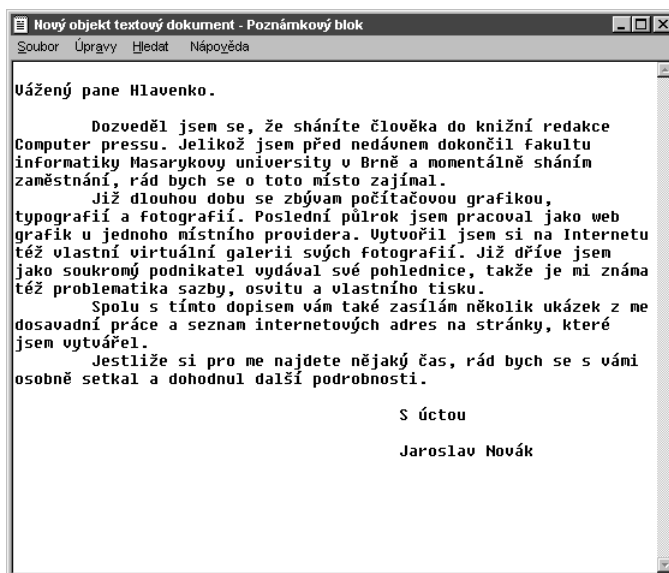 Nový objekt textový dokument - Poznámkový blok
Soubor Úpravy Hledat Nápověda
Vážený pane Hlavenko.
Dozveděl jsem se, že sháníte člověka do knižní redakce
Computer pressu. Jelikož jsem před nedávnem dokončil fakultu
informatiky Masarykovy university v Brně a momentálně sháním
zaměstnání, rád bych se o toto místo zajímal.
Již dlouhou dobu se zbývam počítačovou grafikou,
typografií a fotografií. Poslední půlrok jsem pracoval jako web
grafik u jednoho místního providera. Vytvořil jsem si na Internetu
též vlastní virtuální galerii svých fotografií. Již dříve jsem
jako soukromý podnikatel vydával své pohlednice, takže je mi známa
též problematika sazby, osvitu a vlastního tisku.
Spolu s tímto dopisem vám také zasílám několik ukázek z me
dosavadní práce a seznam internetových adres na stránky, které
jsem vytvářel.
Jestliže si pro me najdete nějaký čas, rád bych se s vámi
osobně setkal a dohodnul další podrobnosti.
S úctou
Jaroslav Novák